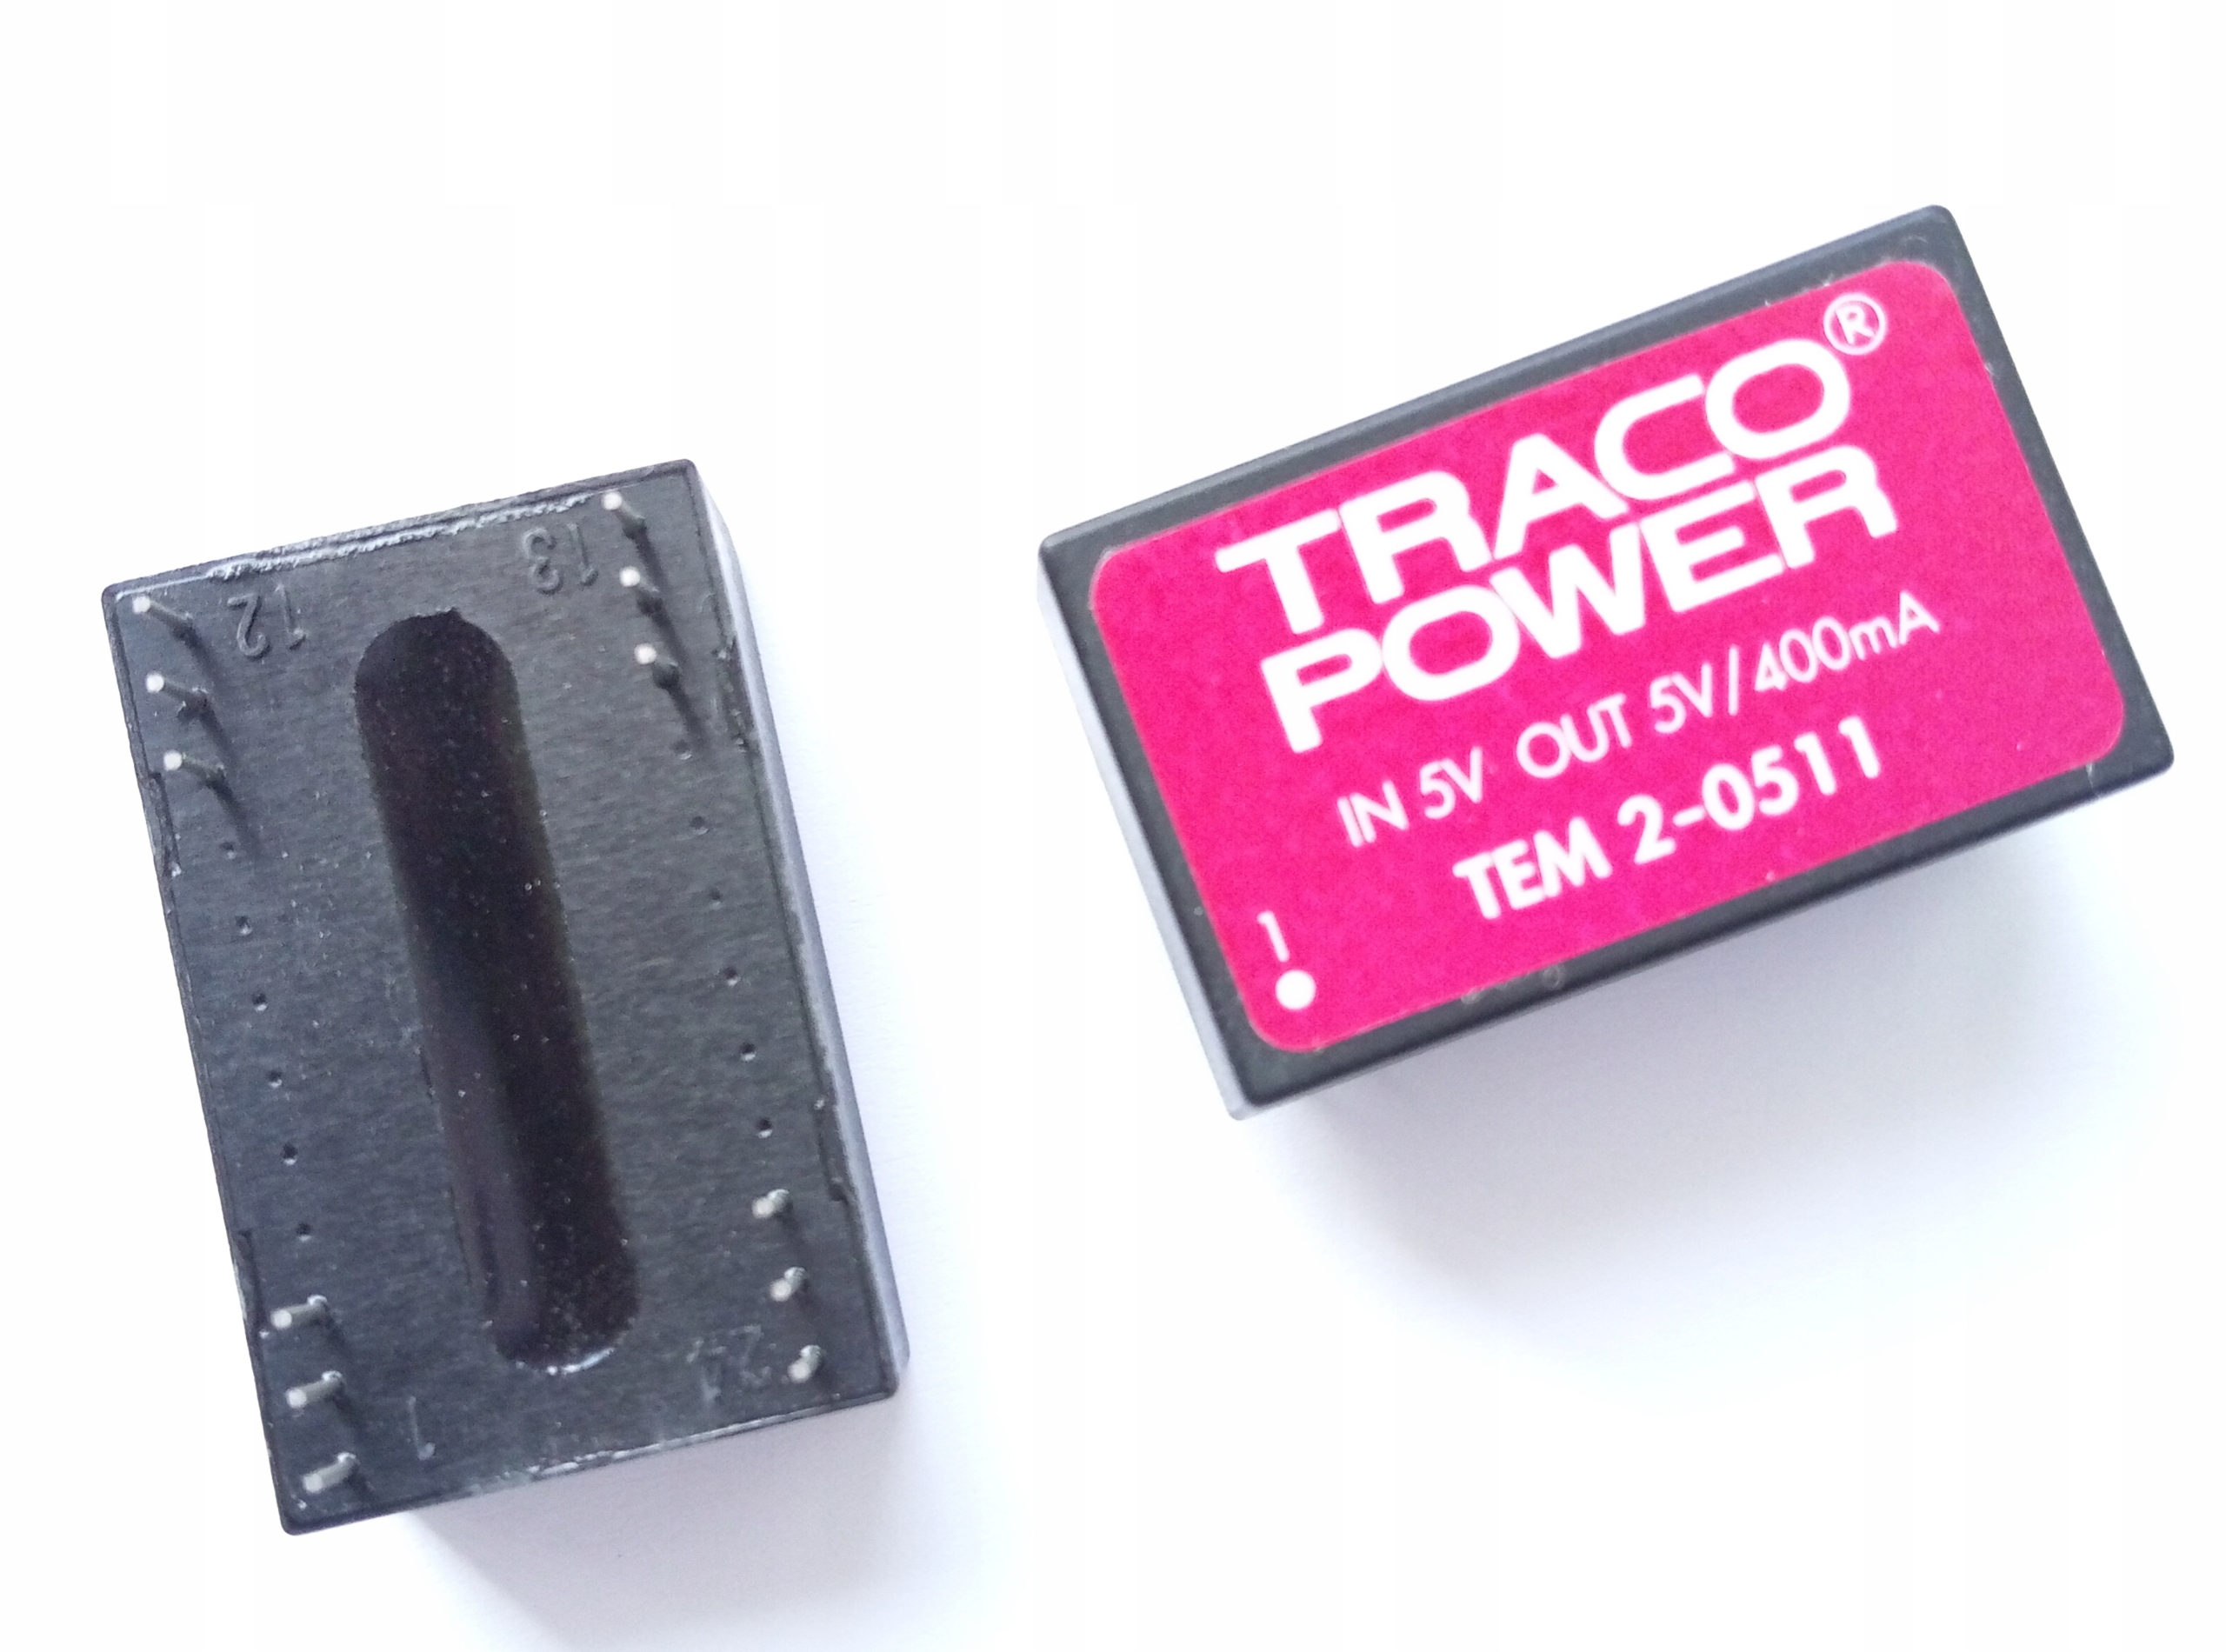 13
12
24
1
TRACO®
POWER
IN 5V OUT 5V/400mA
TEM 2-0511
1